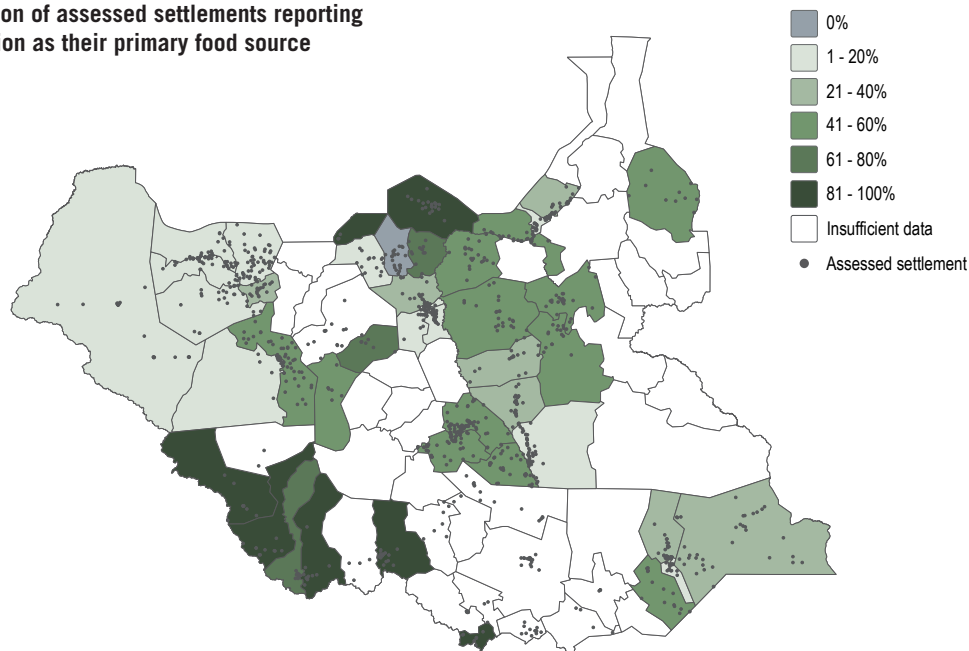 on of assessed settlements reporting
ion as their primary food source
0%
1 - 20%
21 - 40%
41 - 60%
61 - 80%
81 - 100%
Insufficient data
Assessed settlement